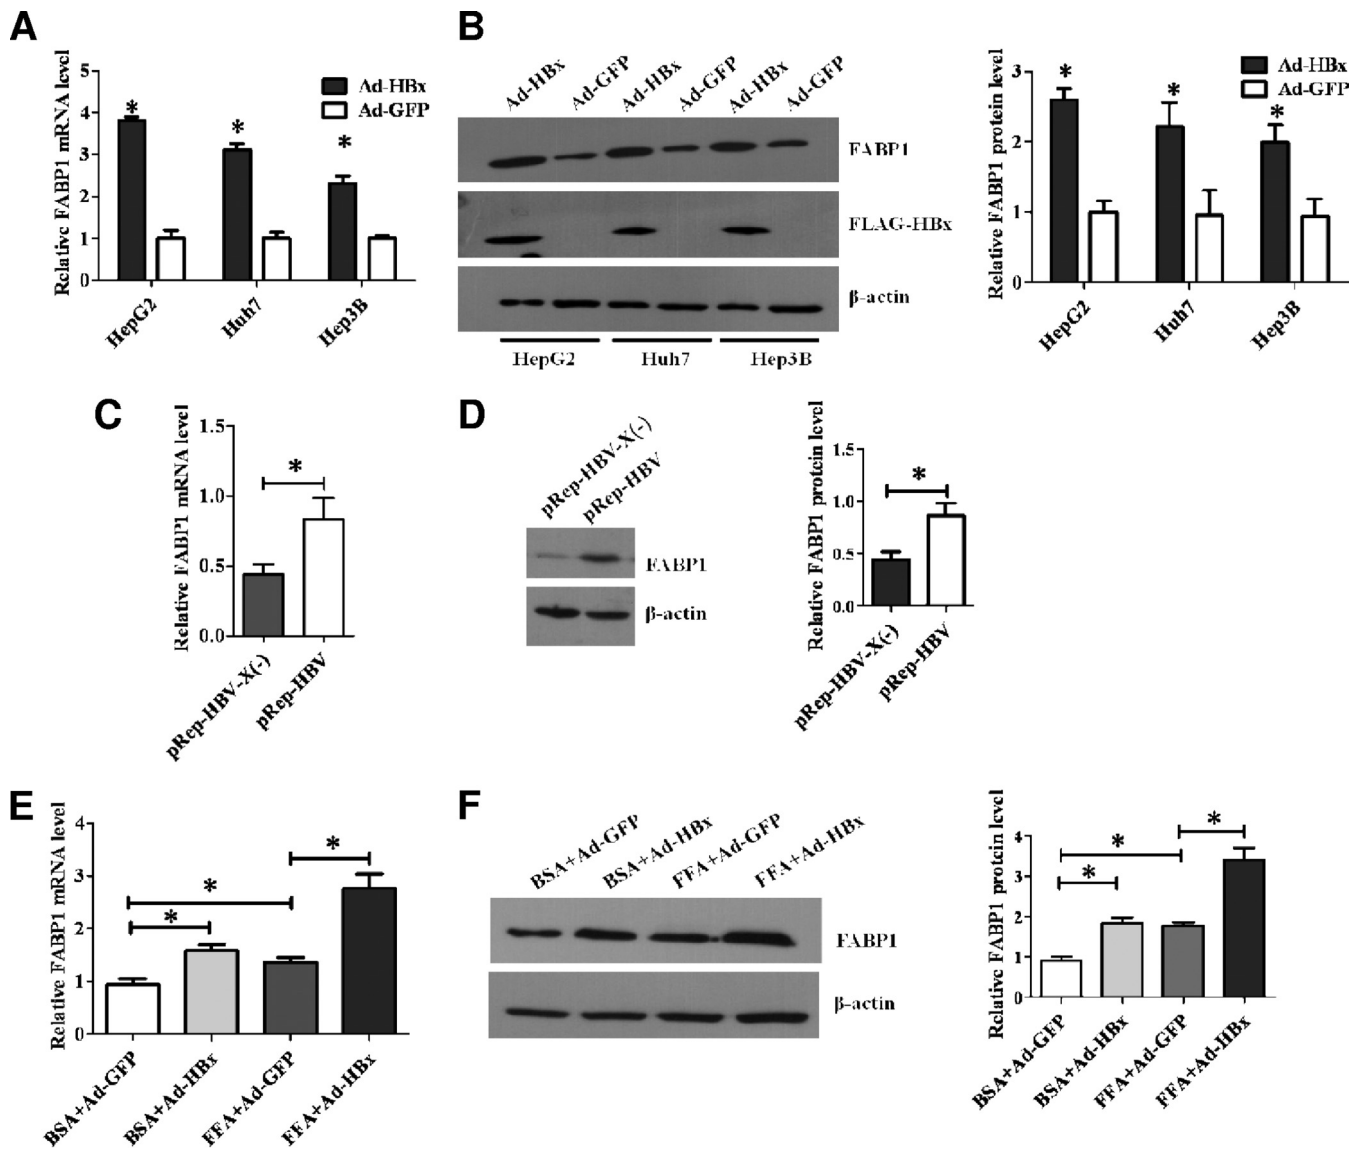 A
Relative FABP1 mRNA level
5
4
3
2
1
0
Ad-HBx
Ad-GFP
*
*
*
HepG2
Huh7
Hep3B
B
Ad-HBx
Ad-GFP
Ad-HBx
Ad-GFP
Ad-HBx
Ad-GFP
FABP1
FLAG-HBx
β-actin
HepG2
Huh7
Hep3B
Relative FABP1 protein level
3
2
1
0
Ad-HBx
Ad-GFP
*
*
*
HepG2
Huh7
Hep3B
C
Relative FABP1 mRNA level
1.5
1.0
0.5
0.0
*
pRep-HBV-X(-)
pRep-HBV
D
pRep-HBV-X(-)
pRep-HBV
FABP1
β-actin
Relative FABP1 protein level
1.5
1.0
0.5
0.0
*
pRep-HBV-X(-)
pRep-HBV
E
Relative FABP1 mRNA level
4
3
2
1
0
*
*
*
BSA+Ad-GFP
BSA+Ad-HBx
FFA+Ad-GFP
FFA+Ad-HBx
F
BSA+Ad-GFP
BSA+Ad-HBx
FFA+Ad-GFP
FFA+Ad-HBx
FABP1
β-actin
Relative FABP1 protein level
4
3
2
1
0
*
*
*
BSA+Ad-GFP
BSA+Ad-HBx
FFA+Ad-GFP
FFA+Ad-HBx